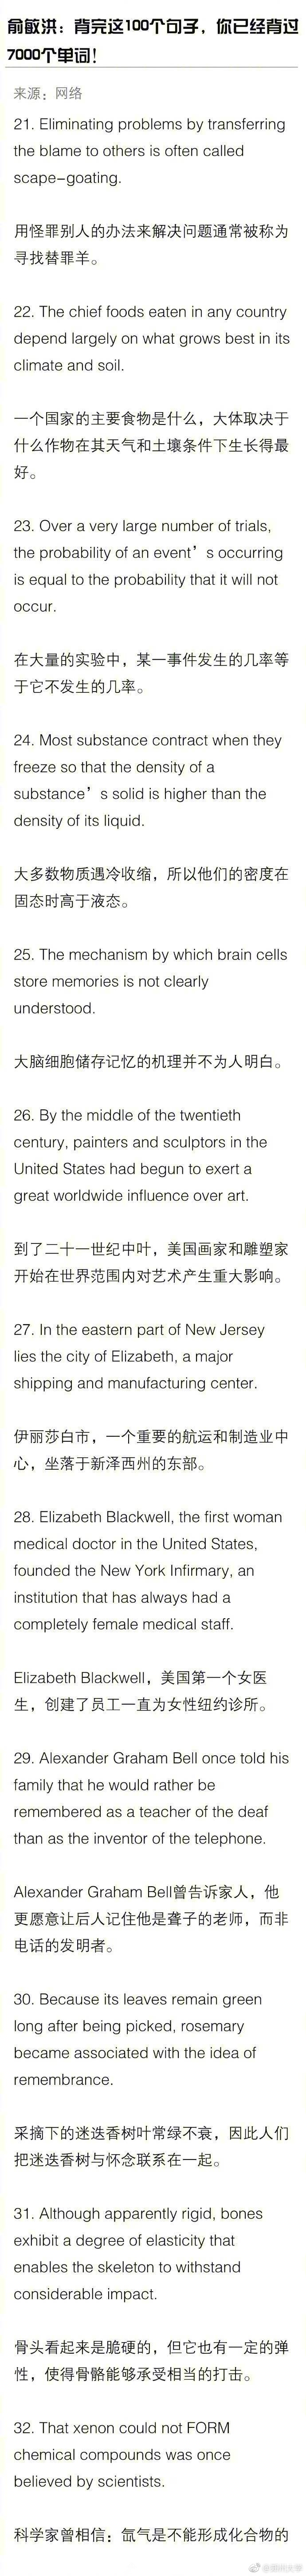 俞敏洪：背完这100个句子，你已经背过
7000个单词！
来源：网络
21. Eliminating problems by transferring
the blame to others is often called
scape-goating.
用怪罪别人的办法来解决问题通常被称为
寻找替罪羊。
22. The chief foods eaten in any country
depend largely on what grows best in its
climate and soil.
一个国家的主要食物是什么，大体取决于
什么作物在其天气和土壤条件下生长得最
好。
23. Over a very large number of trials,
the probability of an event’s occurring
is equal to the probability that it will not
occur.
在大量的实验中，某一事件发生的几率等
于它不发生的几率。
24. Most substance contract when they
freeze so that the density of a
substance’s solid is higher than the
density of its liquid.
大多数物质遇冷收缩，所以他们的密度在
固态时高于液态。
25. The mechanism by which brain cells
store memories is not clearly
understood.
大脑细胞储存记忆的机理并不为人明白。
26. By the middle of the twentieth
century, painters and sculptors in the
United States had begun to exert a
great worldwide influence over art.
到了二十一世纪中叶，美国画家和雕塑家
开始在世界范围内对艺术产生重大影响。
27. In the eastern part of New Jersey
lies the city of Elizabeth, a major
shipping and manufacturing center.
伊丽莎白市，一个重要的航运和制造业中
心，坐落于新泽西州的东部。
28. Elizabeth Blackwell, the first woman
medical doctor in the United States,
founded the New York Infirmary, an
institution that has always had a
completely female medical staff.
Elizabeth Blackwell，美国第一个女医
生，创建了员工一直为女性纽约诊所。
29. Alexander Graham Bell once told his
family that he would rather be
remembered as a teacher of the deaf
than as the inventor of the telephone.
Alexander Graham Bell曾告诉家人，他
更愿意让后人记住他是聋子的老师，而非
电话的发明者。
30. Because its leaves remain green
long after being picked, rosemary
became associated with the idea of
remembrance.
采摘下的迷迭香树叶常绿不衰，因此人们
把迷迭香树与怀念联系在一起。
31. Although apparently rigid, bones
exhibit a degree of elasticity that
enables the skeleton to withstand
considerable impact.
骨头看起来是脆硬的，但它也有一定的弹
性，使得骨骼能够承受相当的打击。
32. That xenon could not FORM
chemical compounds was once
believed by scientists.
科学家曾相信：氙气是不能形成化合物的